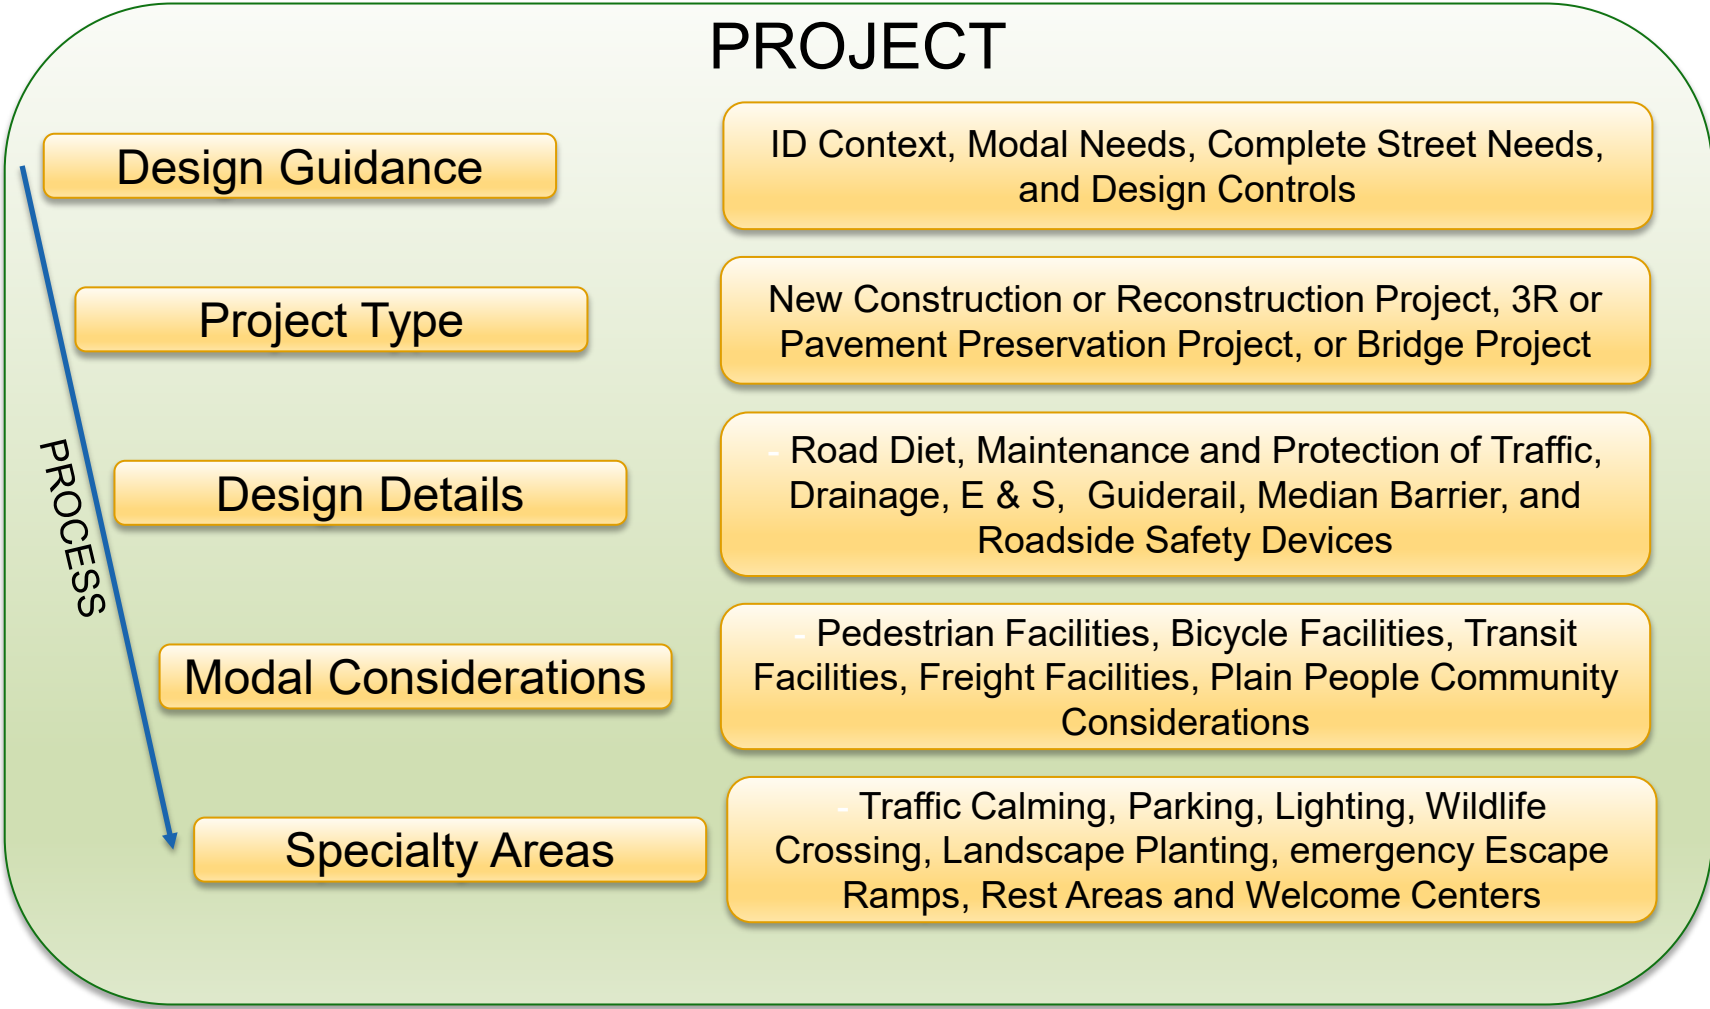 PROJECT
Design Guidance
ID Context, Modal Needs, Complete Street Needs,
and Design Controls
Project Type
New Construction or Reconstruction Project, 3R or
Pavement Preservation Project, or Bridge Project
PROCESS
Design Details
- Road Diet, Maintenance and Protection of Traffic,
Drainage, E & S,  Guiderail, Median Barrier, and
Roadside Safety Devices
Modal Considerations
- Pedestrian Facilities, Bicycle Facilities, Transit
Facilities, Freight Facilities, Plain People Community
Considerations
Specialty Areas
- Traffic Calming, Parking, Lighting, Wildlife
Crossing, Landscape Planting, emergency Escape
Ramps, Rest Areas and Welcome Centers